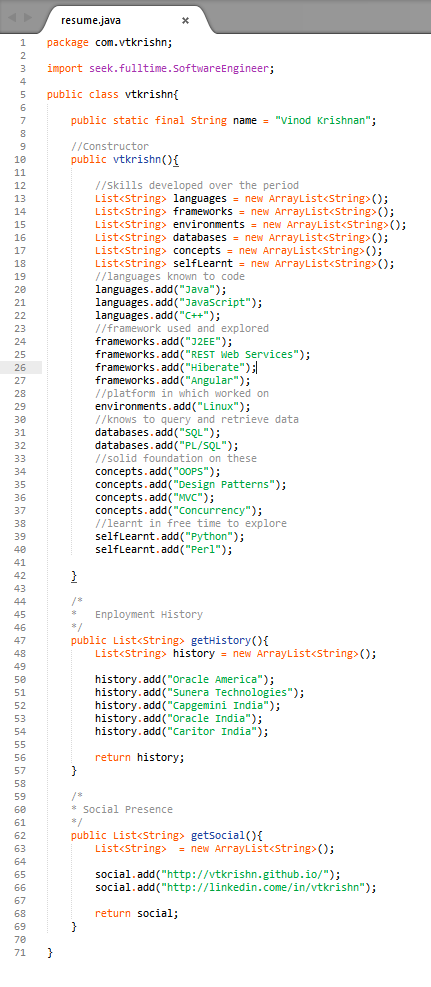 resume.java ×
1 package com.vtkrishn;
2
3 import seek.fulltime.SoftwareEngineer;
4
5 public class vtkrishn{
6
7 public static final String name = "Vinod Krishnan";
8
9 //Constructor
10 public vtkrishn(){
11
12 //Skills developed over the period
13 List<String> languages = new ArrayList<String>();
14 List<String> frameworks = new ArrayList<String>();
15 List<String> environments = new ArrayList<String>();
16 List<String> databases = new ArrayList<String>();
17 List<String> concepts = new ArrayList<String>();
18 List<String> selfLearnt = new ArrayList<String>();
19 //languages known to code
20 languages.add("Java");
21 languages.add("JavaScript");
22 languages.add("C++");
23 //framework used and explored
24 frameworks.add("J2EE");
25 frameworks.add("REST Web Services");
26 frameworks.add("Hiberate");
27 frameworks.add("Angular");
28 //platform in which worked on
29 environments.add("Linux");
30 //knows to query and retrieve data
31 databases.add("SQL");
32 databases.add("PL/SQL");
33 //solid foundation on these
34 concepts.add("OOPS");
35 concepts.add("Design Patterns");
36 concepts.add("MVC");
37 concepts.add("Concurrency");
38 //learnt in free time to explore
39 selfLearnt.add("Python");
40 selfLearnt.add("Perl");
41
42 }
43
44 /*
45 * Enployment History
46 */
47 public List<String> getHistory(){
48 List<String> history = new ArrayList<String>();
49
50 history.add("Oracle America");
51 history.add("Sunera Technologies");
52 history.add("Capgemini India");
53 history.add("Oracle India");
54 history.add("Caritor India");
55
56 return history;
57 }
58
59 /*
60 * Social Presence
61 */
62 public List<String> getSocial(){
63 List<String> = new ArrayList<String>();
64
65 social.add("http://vtkrishn.github.io/");
66 social.add("http://linkedin.come/in/vtkrishn");
67
68 return social;
69 }
70
71 }